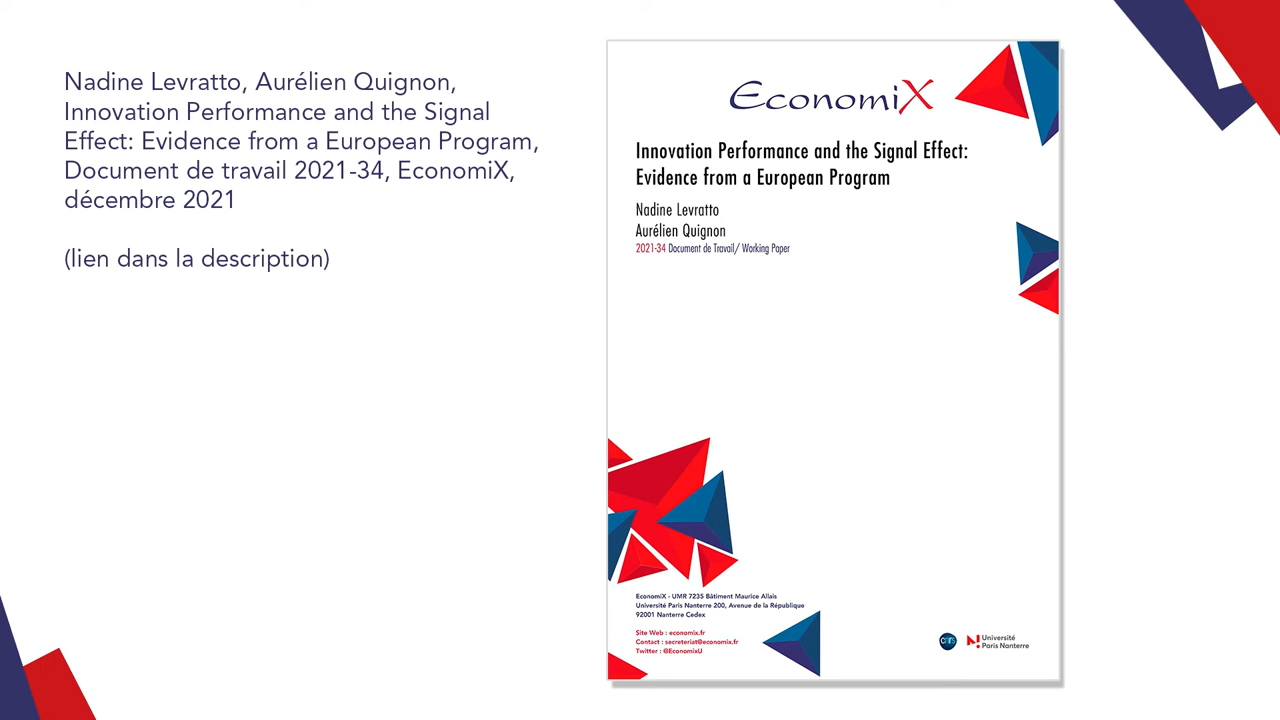 Nadine Levratto, Aurélien Quignon,
Innovation Performance and the Signal
Effect: Evidence from a European Program,
Document de travail 2021-34, EconomiX,
décembre 2021
(lien dans la description)
EconomiX
Innovation Performance and the Signal Effect:
Evidence from a European Program
Nadine Levratto
Aurélien Quignon
2021-34 Document de Travail/ Working Paper
EconomiX - UMR 7235 Bâtiment Maurice Allais
Université Paris Nanterre 200, Avenue de la République
92001 Nanterre Cedex
Site Web : economix.fr
Contact : secreteriat@economix.fr
Twitter : @EconomixU
cnrs
Université
Paris Nanterre